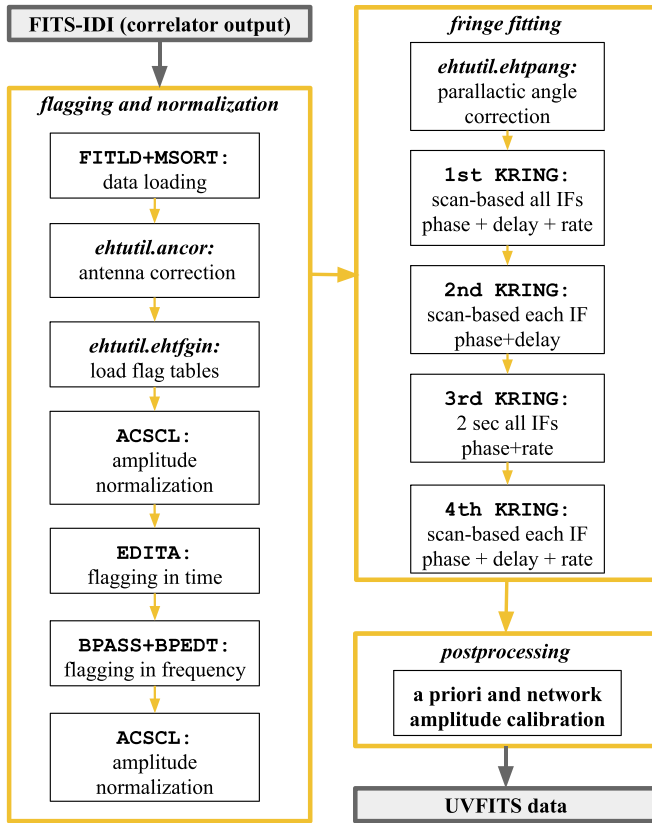 FITS-IDI (correlator output)
flagging and normalization
FITLD+MSORT:
data loading
ehtutil.ancor:
antenna correction
ehtutil.ehtfgin:
load flag tables
ACSCL:
amplitude
normalization
EDITA:
flagging in time
BPASS+BPEDT:
flagging in frequency
ACSCL:
amplitude
normalization
fringe fitting
ehtutil.ehtpang:
parallactic angle
correction
1st KRING:
scan-based all IFs
phase + delay + rate
2nd KRING:
scan-based each IF
phase+delay
3rd KRING:
2 sec all IFs
phase+rate
4th KRING:
scan-based each IF
phase + delay + rate
postprocessing
a priori and network
amplitude calibration
UVFITS data